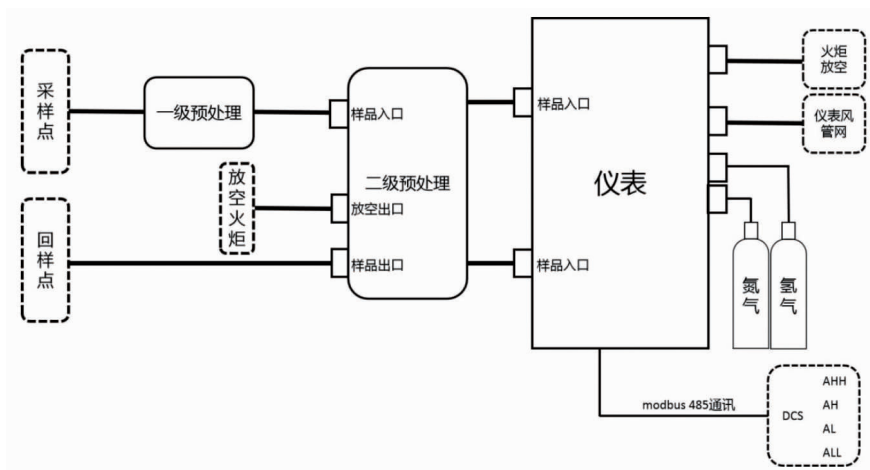 采样点
一级预处理
样品入口
二级预处理
放空火炬
放空出口
回样点
样品出口
样品入口
仪表
样品入口
火炬
放空
仪表风
管网
氮气
氢气
modbus 485通讯
DCS
AHH
AH
AL
ALL